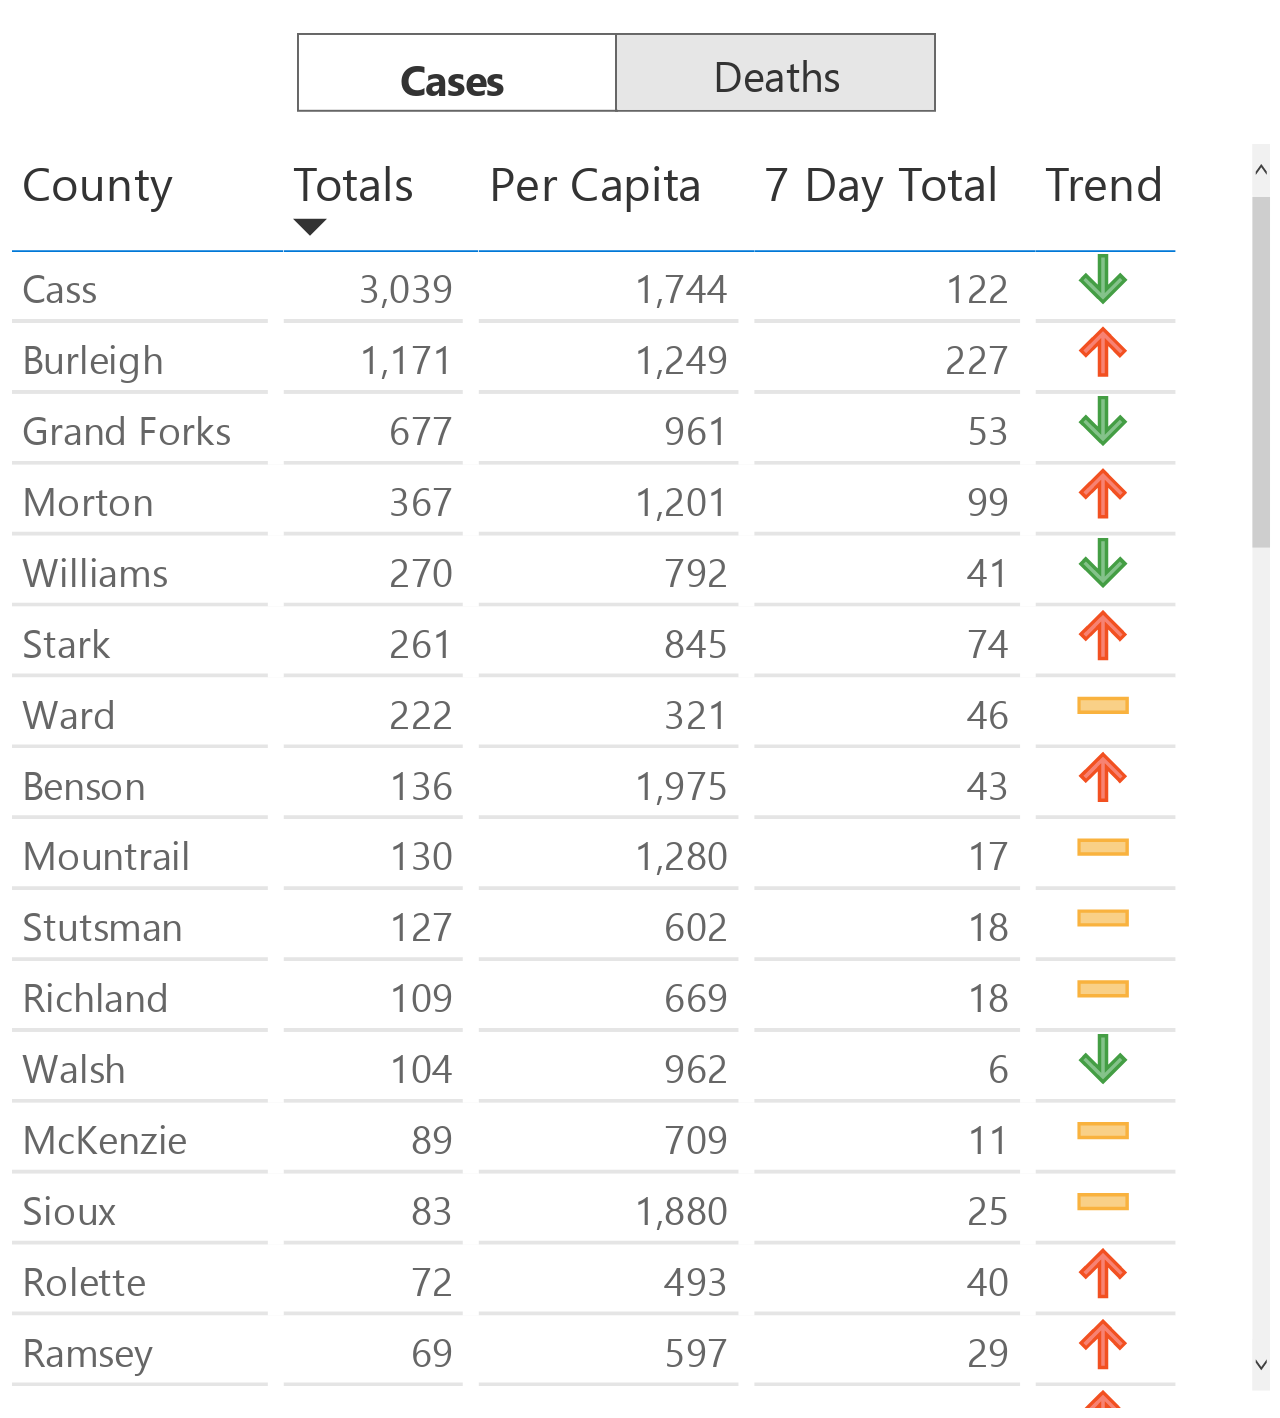 Cases Deaths
County Totals Per Capita 7 Day Total Trend
Cass 3,039 1,744 122
Burleigh 1,171 1,249 227
Grand Forks 677 961 53
Morton 367 1,201 99
Williams 270 792 41
Stark 261 845 74
Ward 222 321 46
Benson 136 1,975 43
Mountrail 130 1,280 17
Stutsman 127 602 18
Richland 109 669 18
Walsh 104 962 6
McKenzie 89 709 11
Sioux 83 1,880 25
Rolette 72 493 40
Ramsey 69 597 29